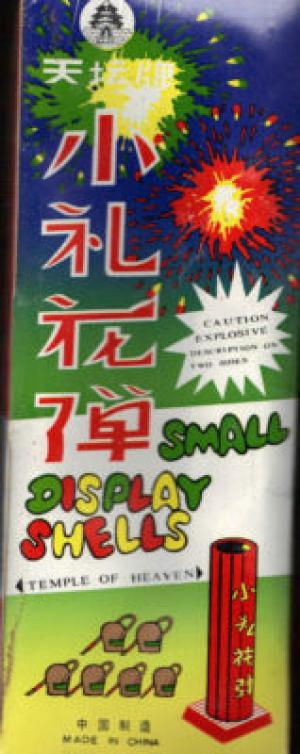 天坛牌
小礼花弹
CAUTION
EXPLOSIVE
DESCRIPTION ON
TWO SIDES
SMALL
DISPLAY
SHELLS
TEMPLE OF HEAVEN
小礼花弹
中国制造
MADE IN CHINA